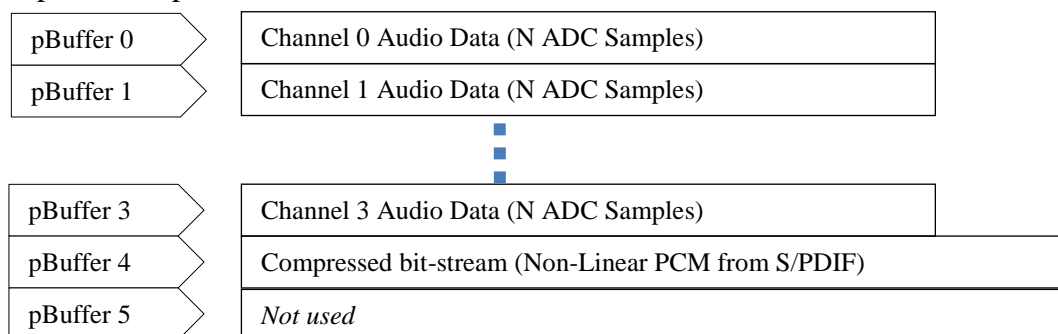 pBuffer 0 Channel 0 Audio Data (N ADC Samples)
pBuffer 1 Channel 1 Audio Data (N ADC Samples)
pBuffer 3 Channel 3 Audio Data (N ADC Samples)
pBuffer 4 Compressed bit-stream (Non-Linear PCM from S/PDIF)
pBuffer 5 Not used